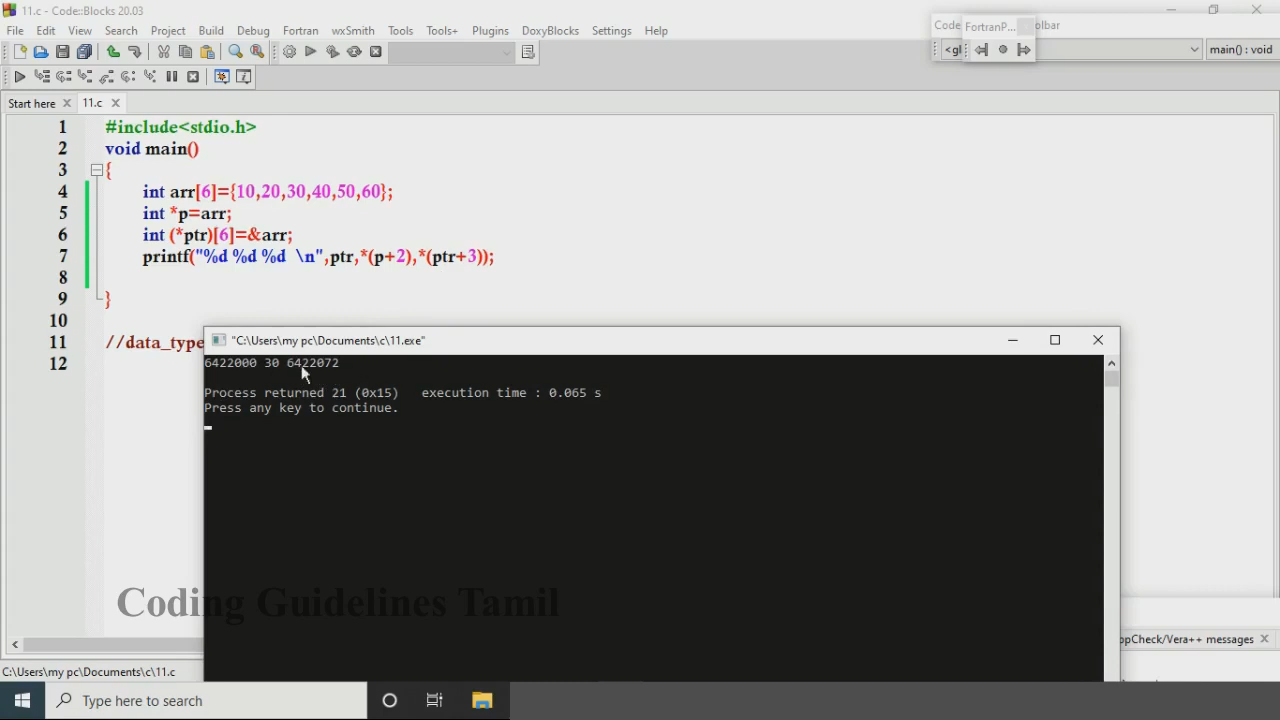 11.c - Code::Blocks 20.03
File Edit View Search Project Build Debug Fortran wxSmith Tools Tools+ Plugins DoxyBlocks Settings Help
FortranP...
main() : void
Start here 11.c
1 #include<stdio.h>
2 void main()
3 {
4 int arr[6]={10,20,30,40,50,60};
5 int *p=arr;
6 int (*ptr)[6]=&arr;
7 printf("%d %d %d \n",ptr,*(p+2),*(ptr+3));
8
9 }
10
11 //data_type
12
"C:\Users\my pc\Documents\c\11.exe"
6422000 30 6422072
Process returned 21 (0x15) execution time : 0.065 s
Press any key to continue.
Coding Guidelines Tamil
messages
C:\Users\my pc\Documents\c\11.c
Type here to search